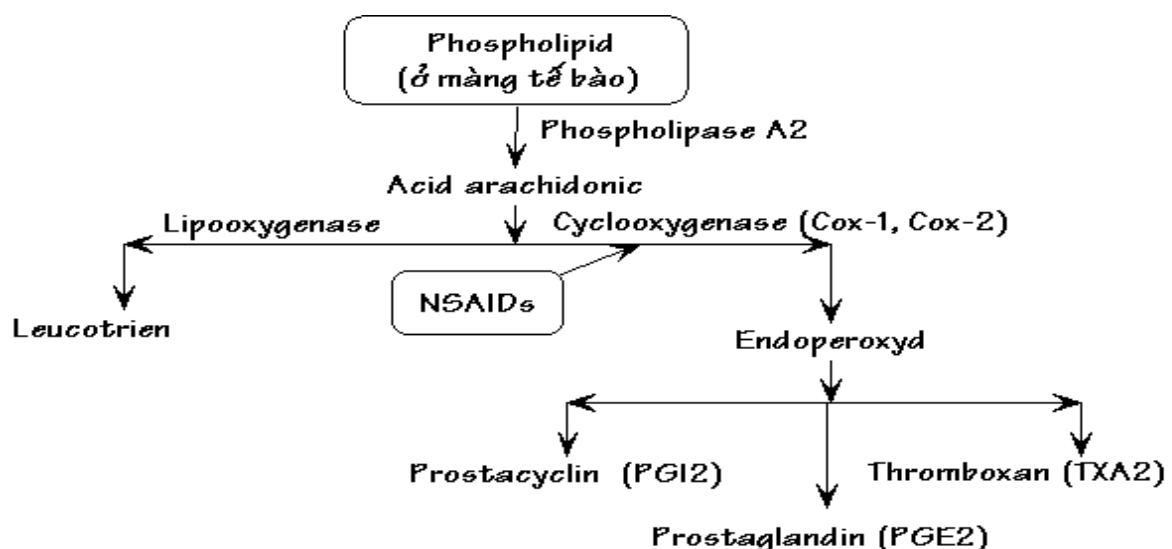 Phospholipid
(ở màng tế bào)
Phospholipase A2
Acid arachidonic
Lipooxygenase
Cyclooxygenase (Cox-1, Cox-2)
NSAIDs
Leucotrien
Endoperoxyd
Prostacyclin (PGI2)
Thromboxan (TXA2)
Prostaglandin (PGE2)